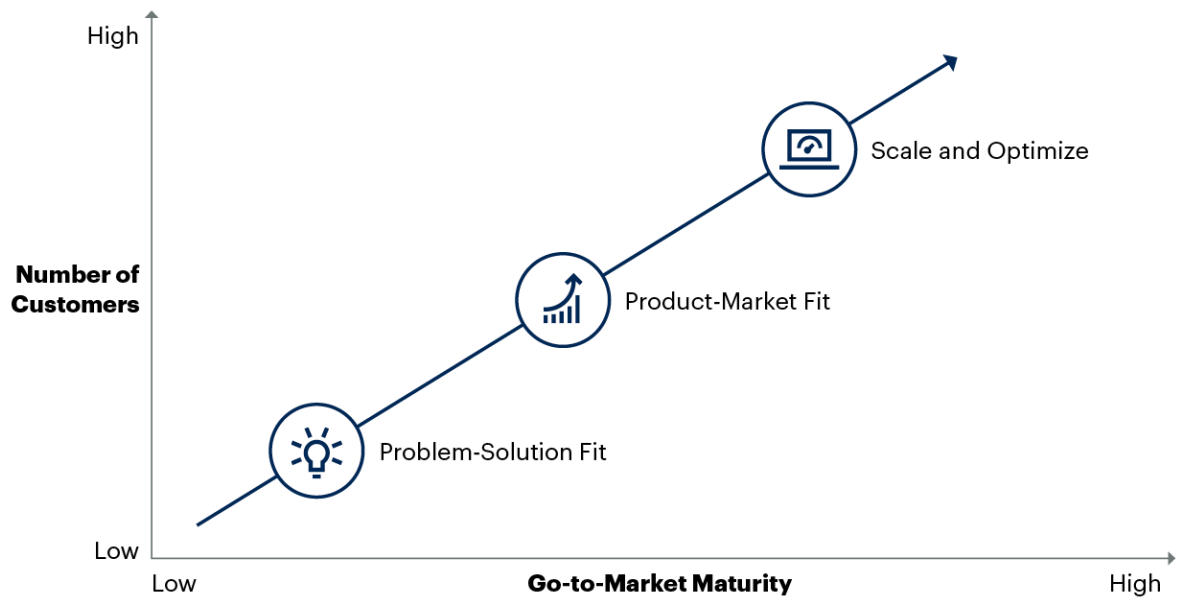 High
Scale and Optimize
Number of
Customers
Product-Market Fit
Problem-Solution Fit
Low
Low
Go-to-Market Maturity
High